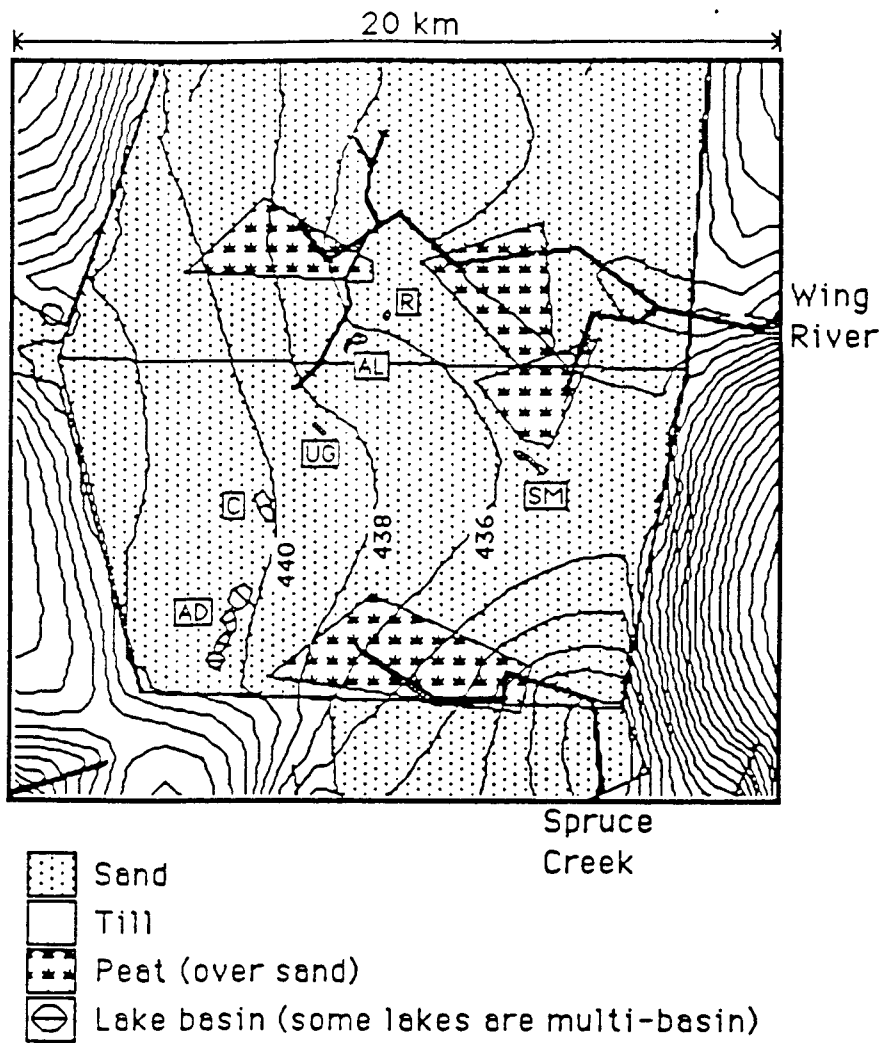 20 km
Wing
River
R
AL
UG
C
SM
440
438
436
AD
Spruce
Creek
Sand
Till
Peat (over sand)
Lake basin (some lakes are multi-basin)